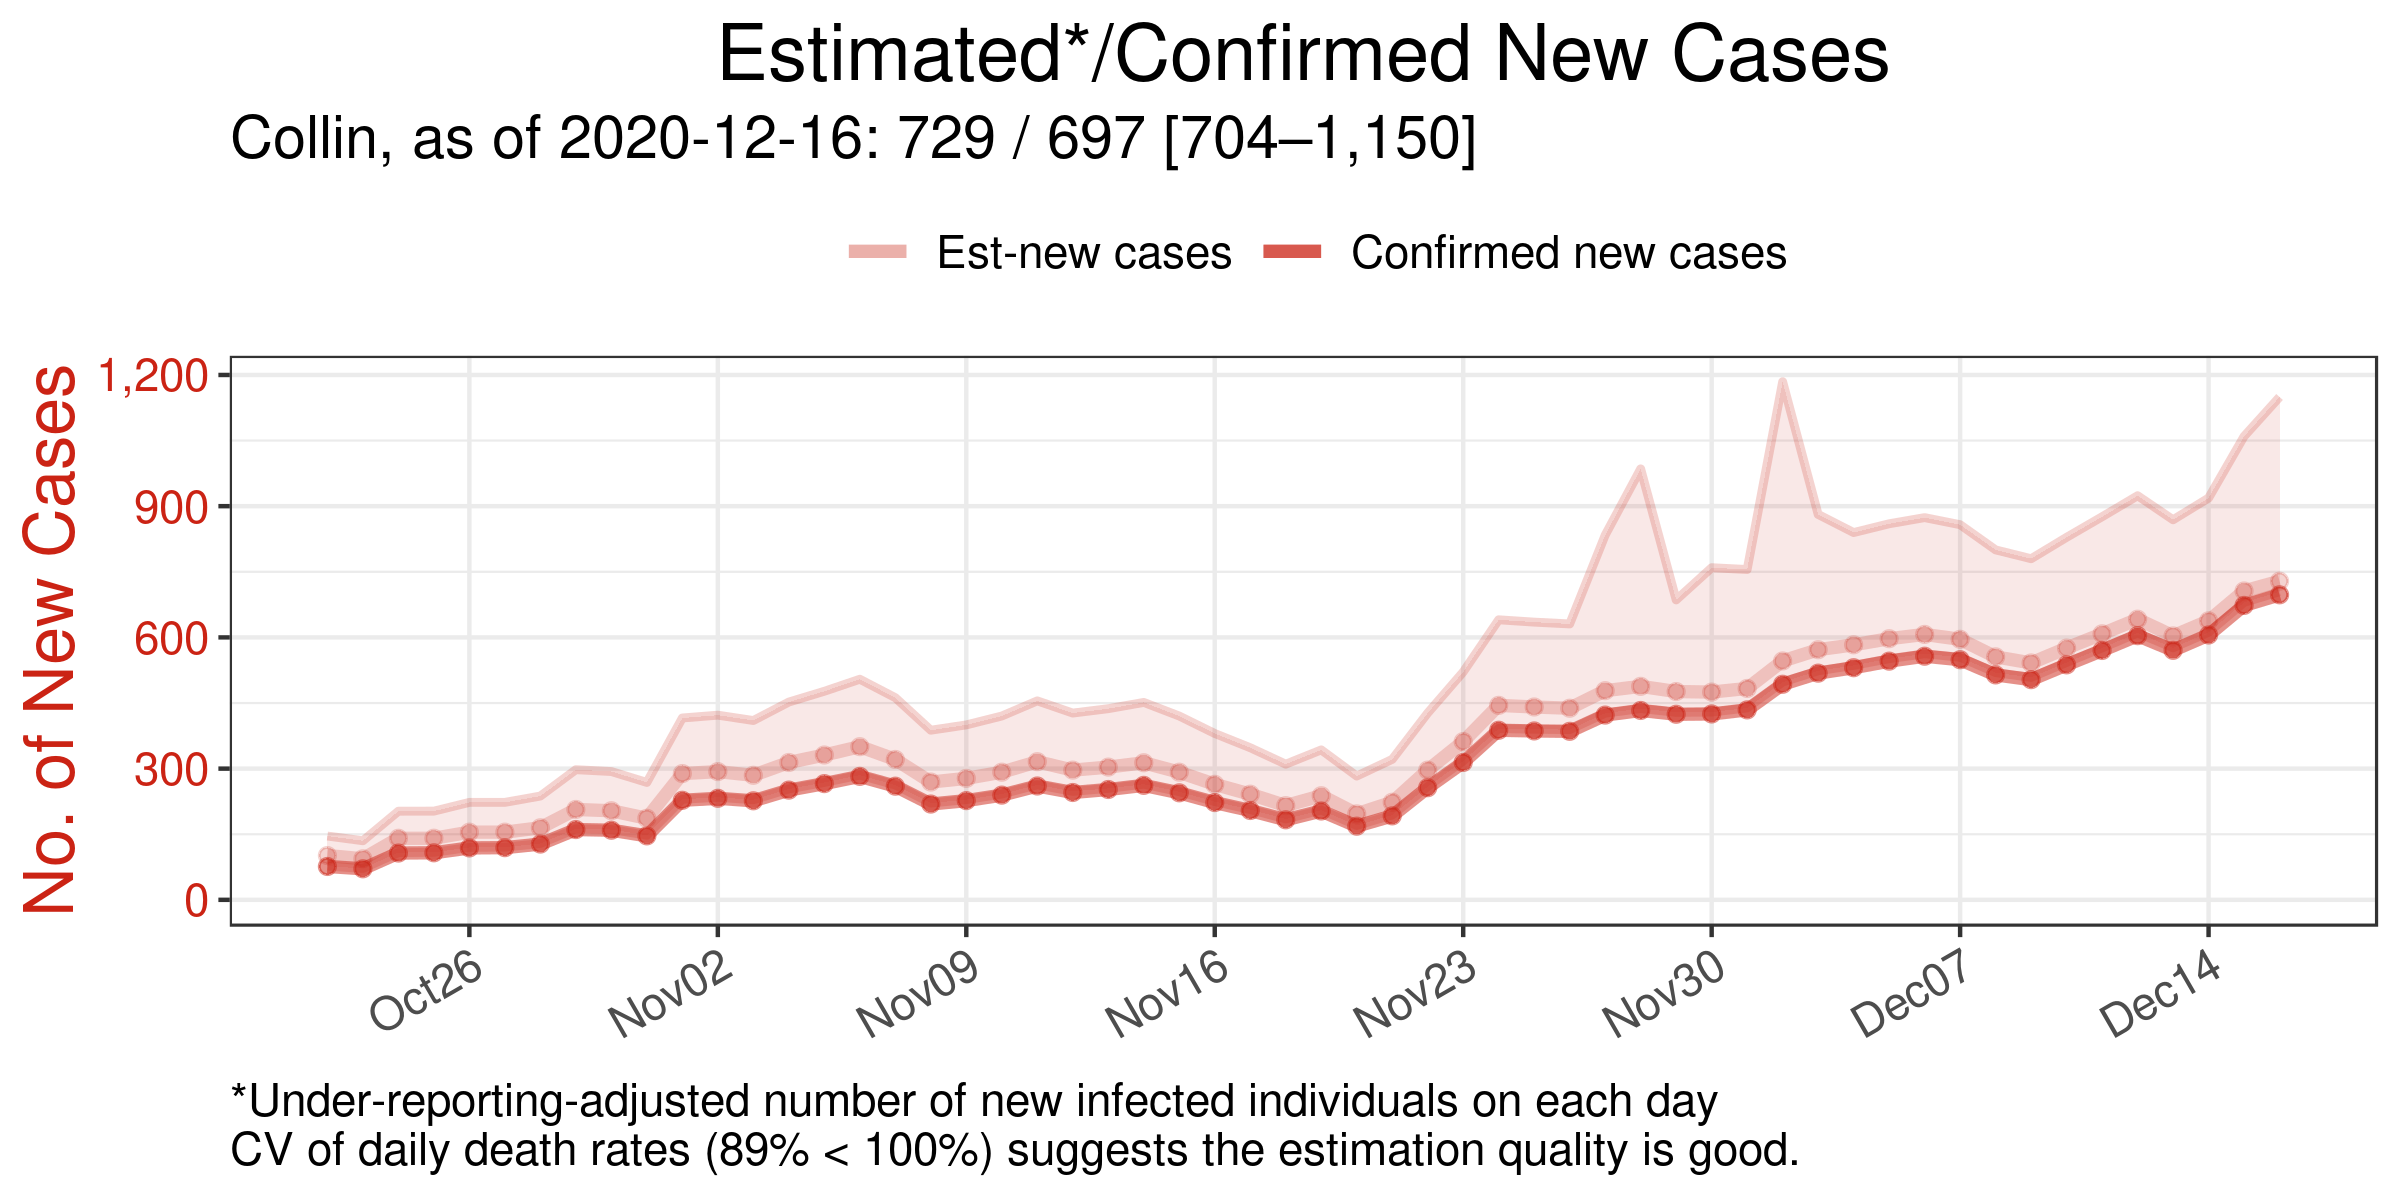 Estimated*/Confirmed New Cases
Collin, as of 2020-12-16: 729 / 697 [704–1,150]
Est-new cases Confirmed new cases
No. of New Cases
1,200
900
600
300
0
Oct26 Nov02 Nov09 Nov16 Nov23 Nov30 Dec07 Dec14
*Under-reporting-adjusted number of new infected individuals on each day
CV of daily death rates (89% < 100%) suggests the estimation quality is good.